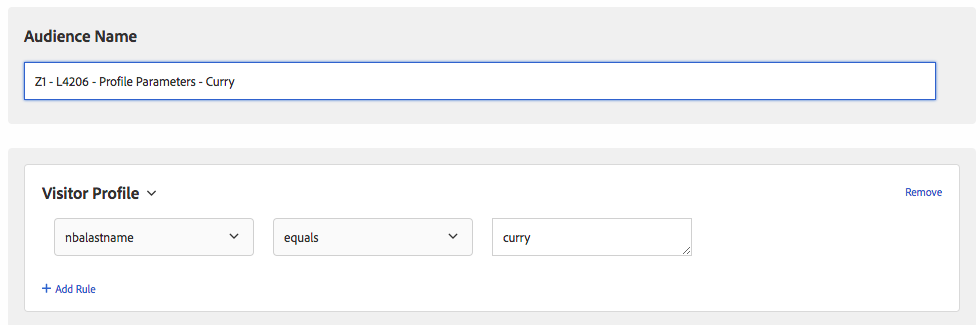 Audience Name
Z1 - L4206 - Profile Parameters - Curry
Visitor Profile
Remove
nbalastname equals curry
+ Add Rule